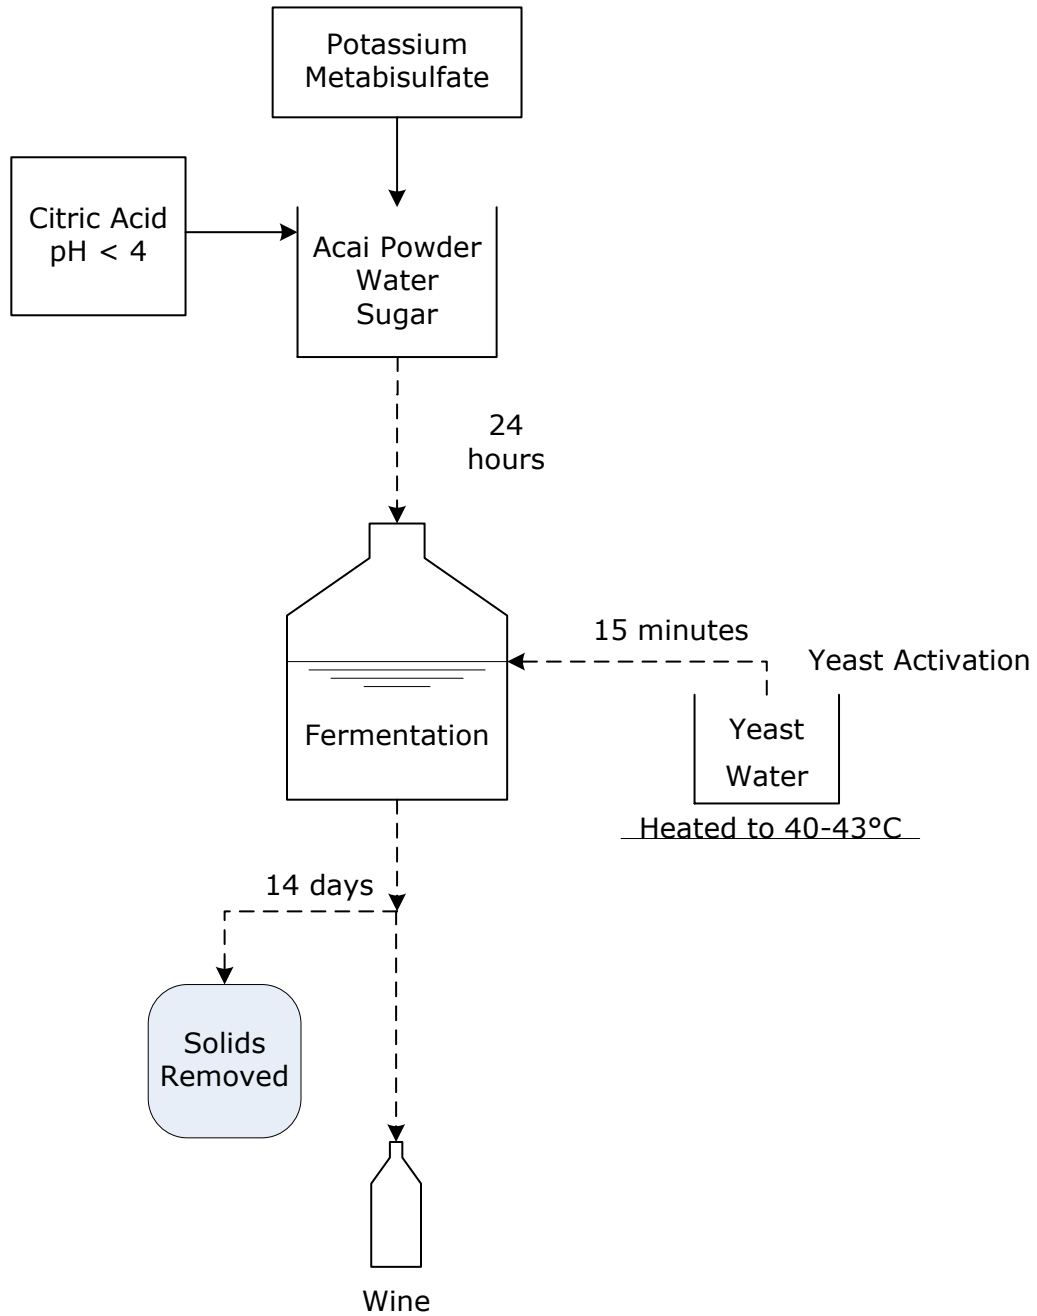 Potassium
Metabisulfate
Citric Acid
pH < 4
Acai Powder
Water
Sugar
24
hours
15 minutes
Yeast Activation
Yeast
Water
Heated to 40-43°C
Fermentation
14 days
Solids
Removed
Wine